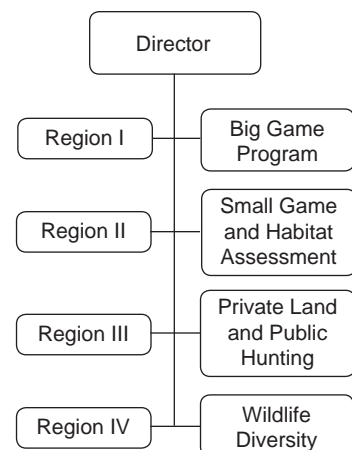 Director
Region I
Big Game
Program
Region II
Small Game
and Habitat
Assessment
Region III
Private Land
and Public
Hunting
Region IV
Wildlife
Diversity